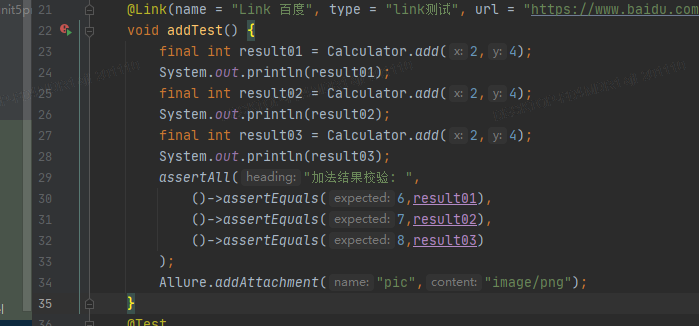 nit5pr
21 @Link(name = "Link 百度", type = "link测试", url = "https://www.baidu.com
22 void addTest() {
23 final int result01 = Calculator.add( x: 2, y: 4);
24 System.out.println(result01);
25 final int result02 = Calculator.add( x: 2, y: 4);
26 System.out.println(result02);
27 final int result03 = Calculator.add( x: 2, y: 4);
28 System.out.println(result03);
29 assertAll( heading: "加法结果校验: ",
30 ()->assertEquals( expected: 6,result01),
31 ()->assertEquals( expected: 7,result02),
32 ()->assertEquals( expected: 8,result03)
33 );
34 Allure.addAttachment( name: "pic", content: "image/png");
35 }
36 @Test